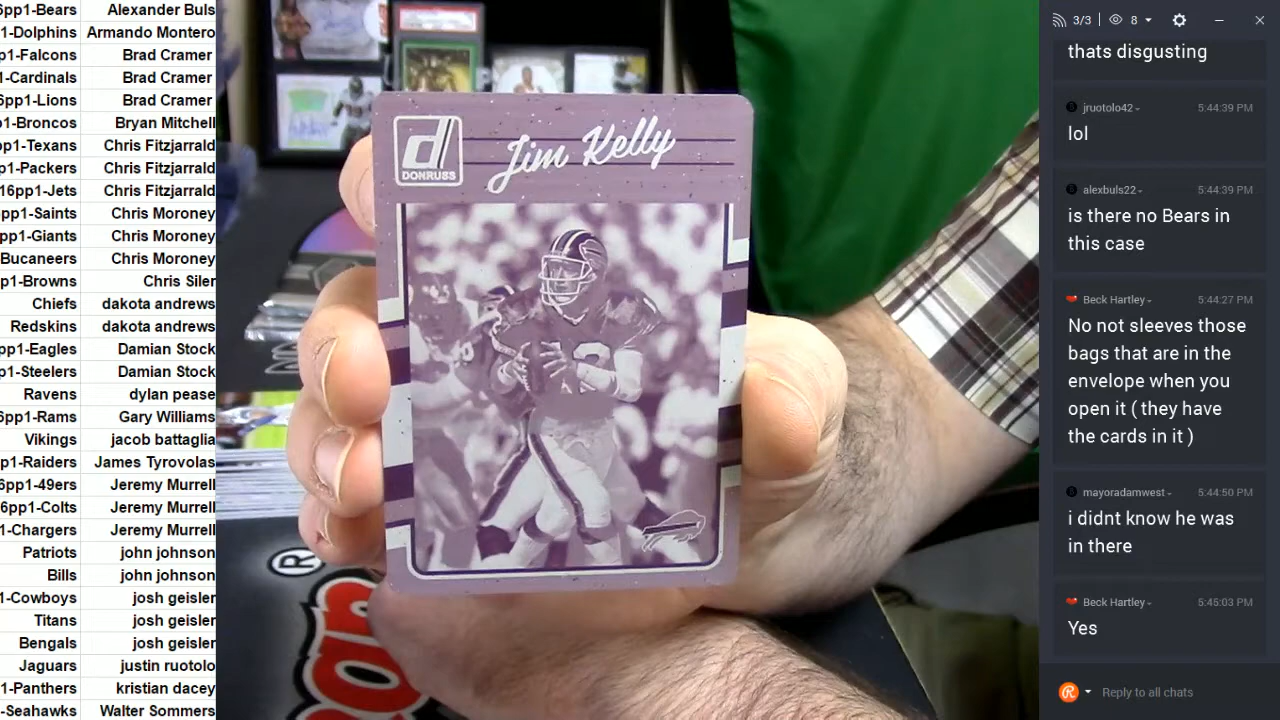 6pp1-Bears Alexander Buls
1-Dolphins Armando Montero
p1-Falcons Brad Cramer
1-Cardinals Brad Cramer
6pp1-Lions Brad Cramer
p1-Broncos Bryan Mitchell
p1-Texans Chris Fitzjarrald
p1-Packers Chris Fitzjarrald
16pp1-Jets Chris Fitzjarrald
pp1-Saints Chris Moroney
pp1-Giants Chris Moroney
Bucaneers Chris Moroney
p1-Browns Chris Siler
Chiefs dakota andrews
Redskins dakota andrews
pp1-Eagles Damian Stock
1-Steelers Damian Stock
Ravens dylan pease
6pp1-Rams Gary Williams
Vikings jacob battaglia
p1-Raiders James Tyrovolas
6pp1-49ers Jeremy Murrell
6pp1-Colts Jeremy Murrell
1-Chargers Jeremy Murrell
Patriots john johnson
Bills john johnson
1-Cowboys josh geisler
Titans josh geisler
Bengals josh geisler
Jaguars justin ruotolo
1-Panthers kristian dacey
-Seahawks Walter Sommers
d
DONRUSS
Jim Kelly
12
®
3/3 8
thats disgusting
jruotolo42 5:44:39 PM
lol
alexbuls22 5:44:39 PM
is there no Bears in
this case
Beck Hartley 5:44:27 PM
No not sleeves those
bags that are in the
envelope when you
open it ( they have
the cards in it )
mayoradamwest 5:44:50 PM
i didnt know he was
in there
Beck Hartley 5:45:03 PM
Yes
Reply to all chats